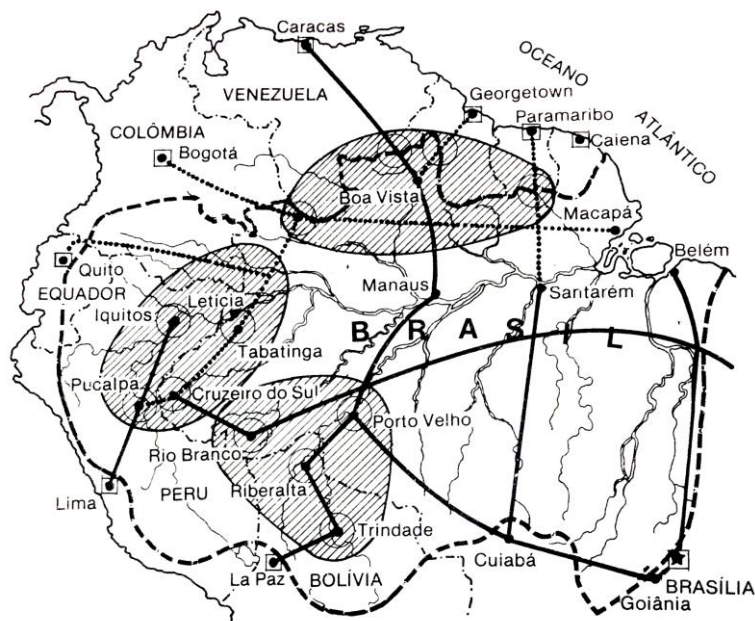 Caracas
OCEANO
VENEZUELA
Georgetown
Paramaribo
ATLÂNTICO
COLÔMBIA
Caiena
Bogotá
Boa Vista
Macapá
Quito
Belém
EQUADOR
Letícia
Manaus
Santarém
Iquitos
BRASIL
Tabatinga
Pucalpa
Cruzeiro do Sul
Porto Velho
Rio Branco
Lima
PERU
Riberalta
Trindade
Cuiabá
La Paz
BOLÍVIA
BRASÍLIA
Goiânia